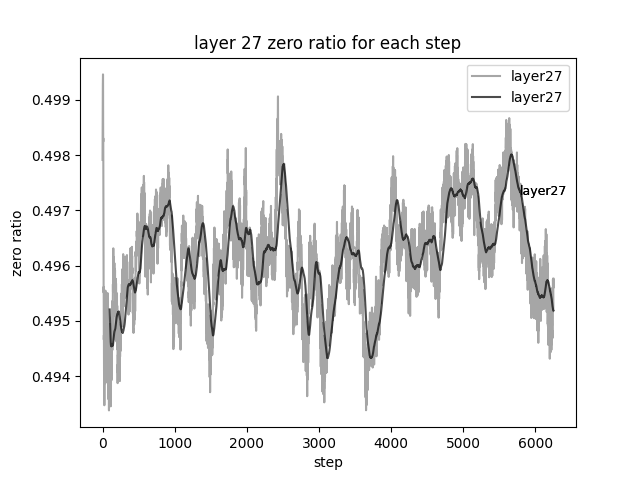 layer 27 zero ratio for each step
layer27
layer27
layer27
0.499
0.498
0.497
0.496
0.495
0.494
zero ratio
0 1000 2000 3000 4000 5000 6000
step